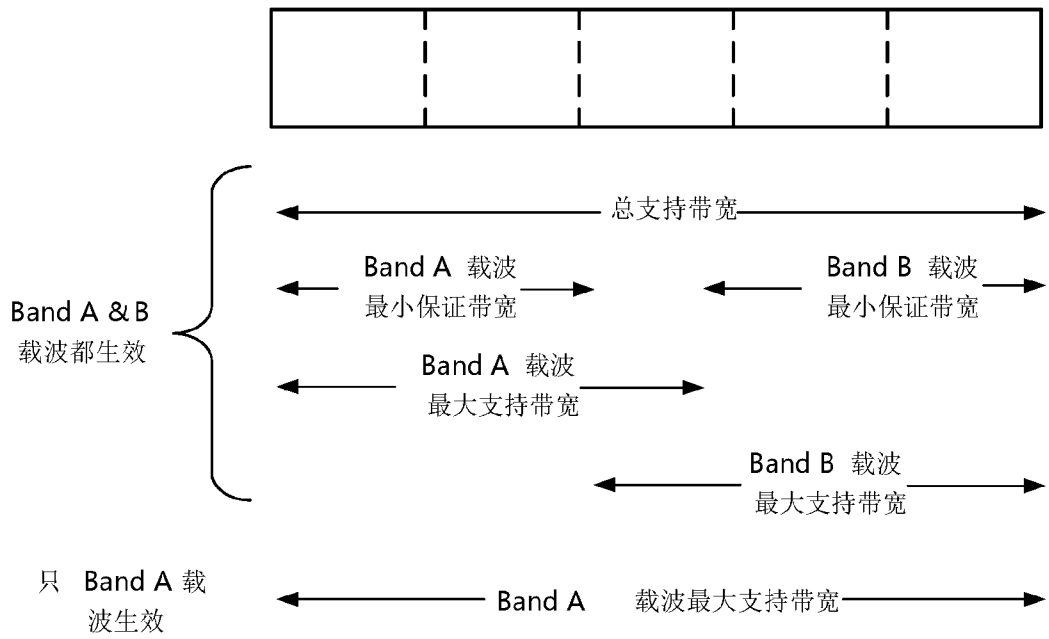 总支持带宽
Band A 载波
最小保证带宽
Band B 载波
最小保证带宽
Band A & B
载波都生效
Band A 载波
最大支持带宽
Band B 载波
最大支持带宽
只 Band A 载
波生效
Band A 载波最大支持带宽